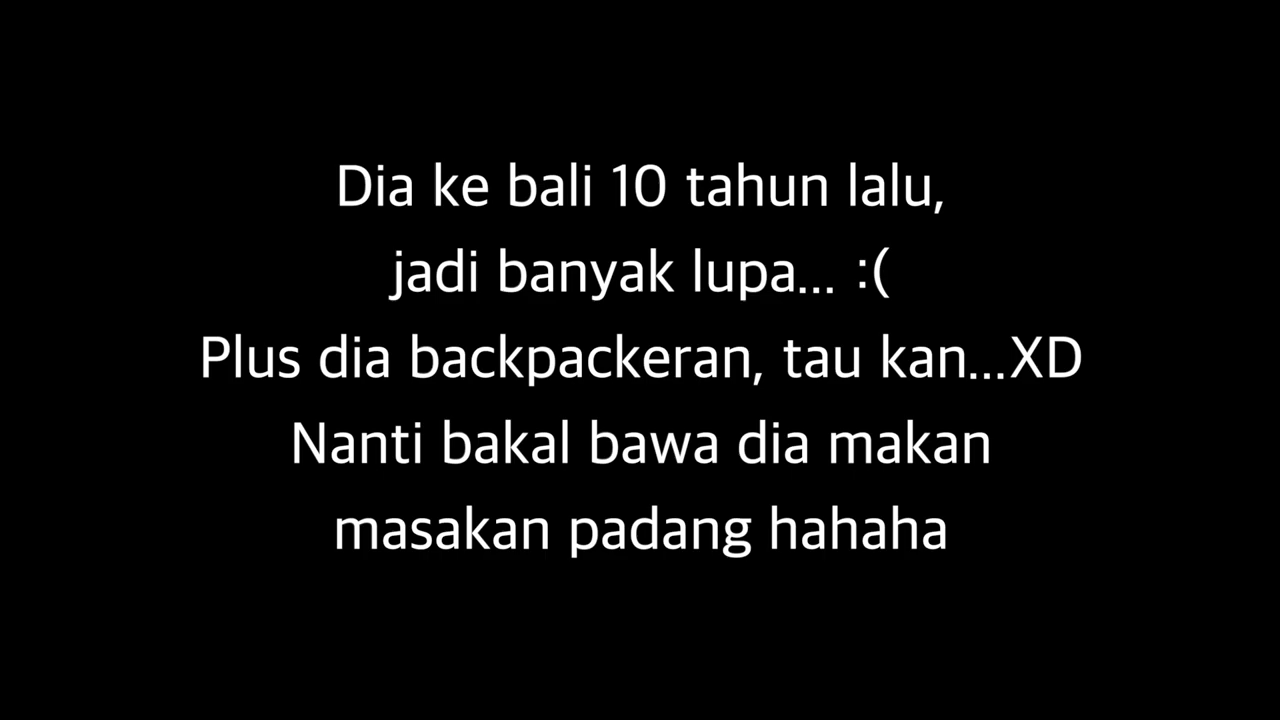 Dia ke bali 10 tahun lalu,
jadi banyak lupa... :(
Plus dia backpackeran, tau kan...XD
Nanti bakal bawa dia makan
masakan padang hahaha